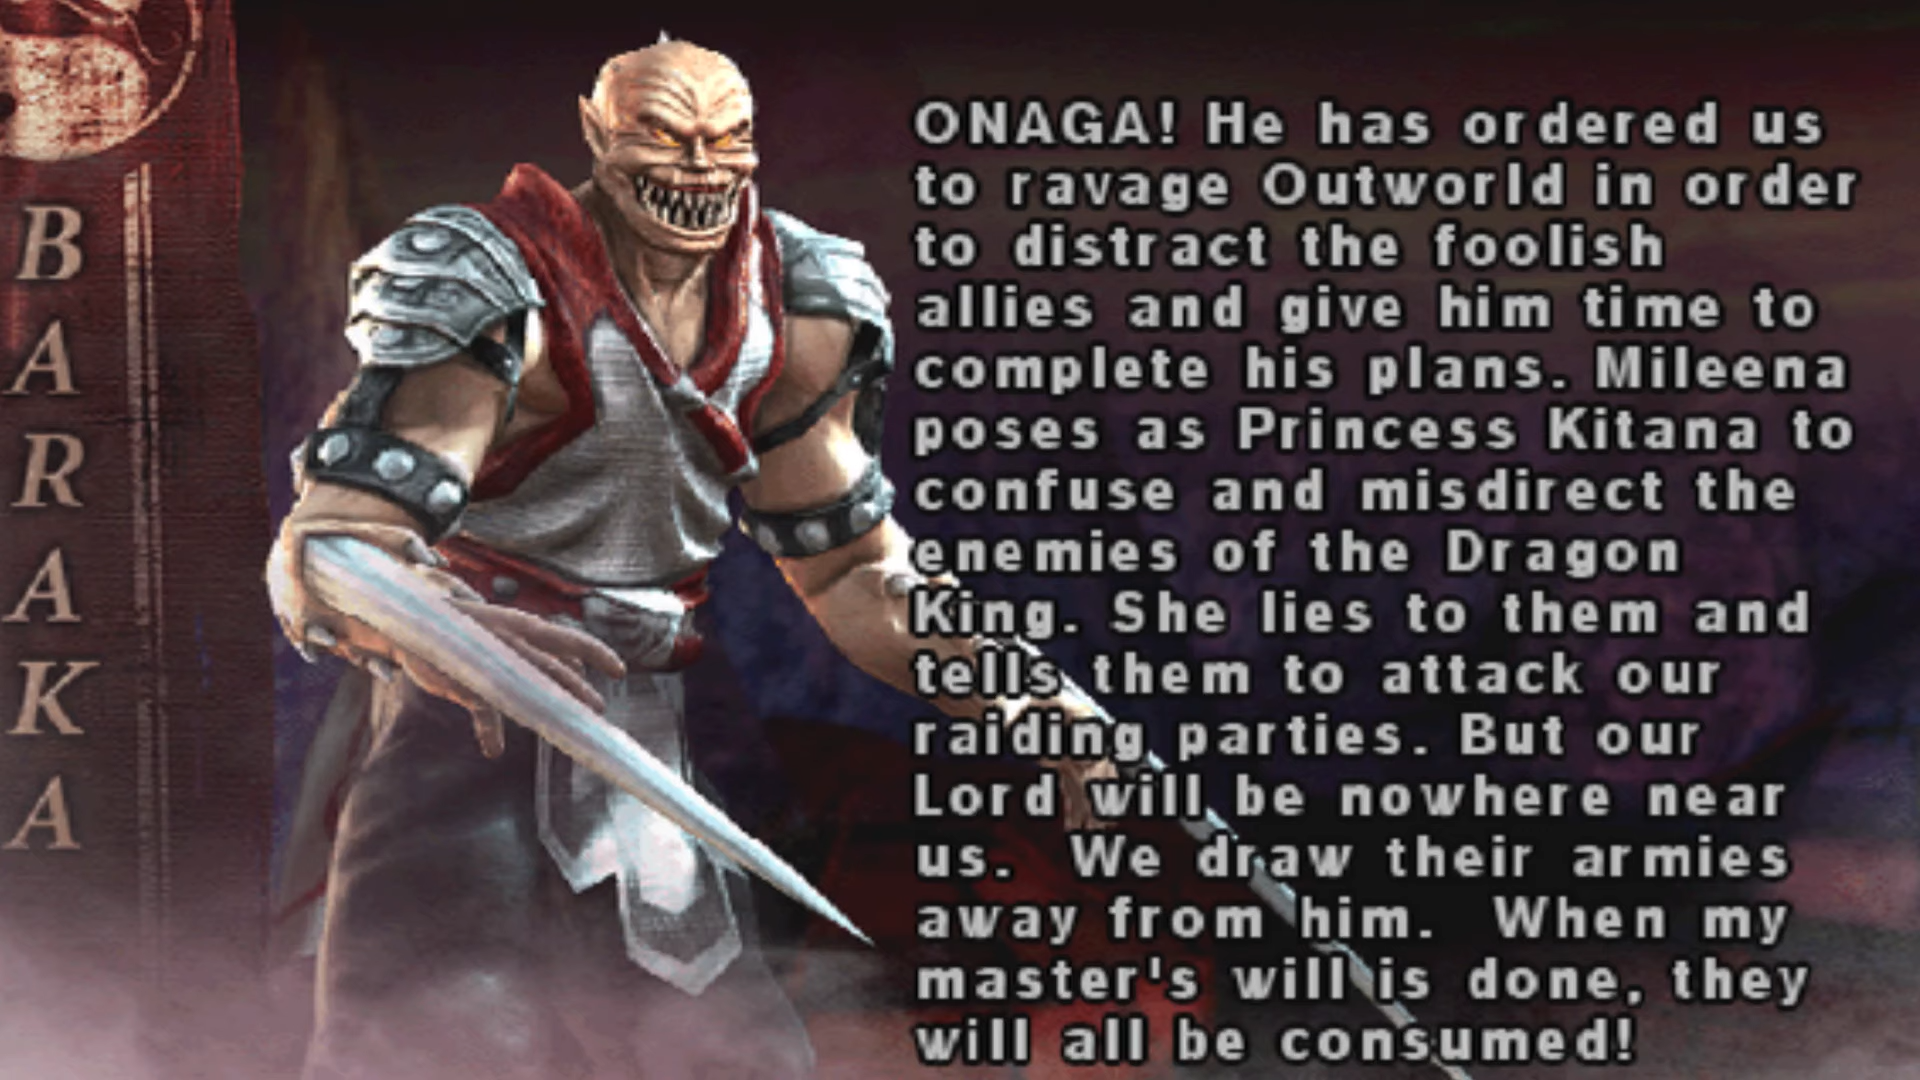 BARAKA
ONAGA! He has ordered us
to ravage Outworld in order
to distract the foolish
allies and give him time to
complete his plans. Mileena
poses as Princess Kitana to
confuse and misdirect the
enemies of the Dragon
King. She lies to them and
tells them to attack our
raiding parties. But our
Lord will be nowhere near
us. We draw their armies
away from him. When my
master's will is done, they
will all be consumed!